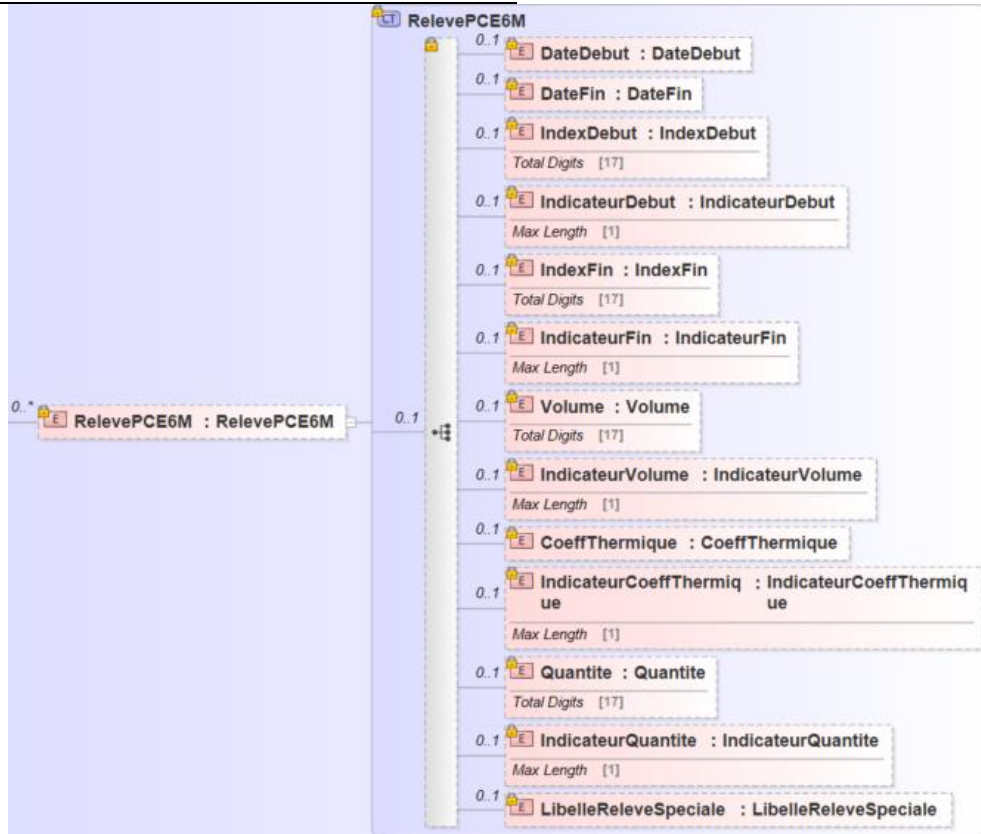 CT RelevePCE6M
0..1 E DateDebut : DateDebut
0..1 E DateFin : DateFin
0..1 E IndexDebut : IndexDebut
Total Digits [17]
0..1 E IndicateurDebut : IndicateurDebut
Max Length [1]
0..1 E IndexFin : IndexFin
Total Digits [17]
0..1 E IndicateurFin : IndicateurFin
Max Length [1]
0..* E RelevePCE6M : RelevePCE6M 0..1
0..1 E Volume : Volume
Total Digits [17]
0..1 E IndicateurVolume : IndicateurVolume
Max Length [1]
0..1 E CoeffThermique : CoeffThermique
0..1 E IndicateurCoeffThermiq : IndicateurCoeffThermiq
ue ue
Max Length [1]
0..1 E Quantite : Quantite
Total Digits [17]
0..1 E IndicateurQuantite : IndicateurQuantite
Max Length [1]
0..1 E LibelleReleveSpeciale : LibelleReleveSpeciale